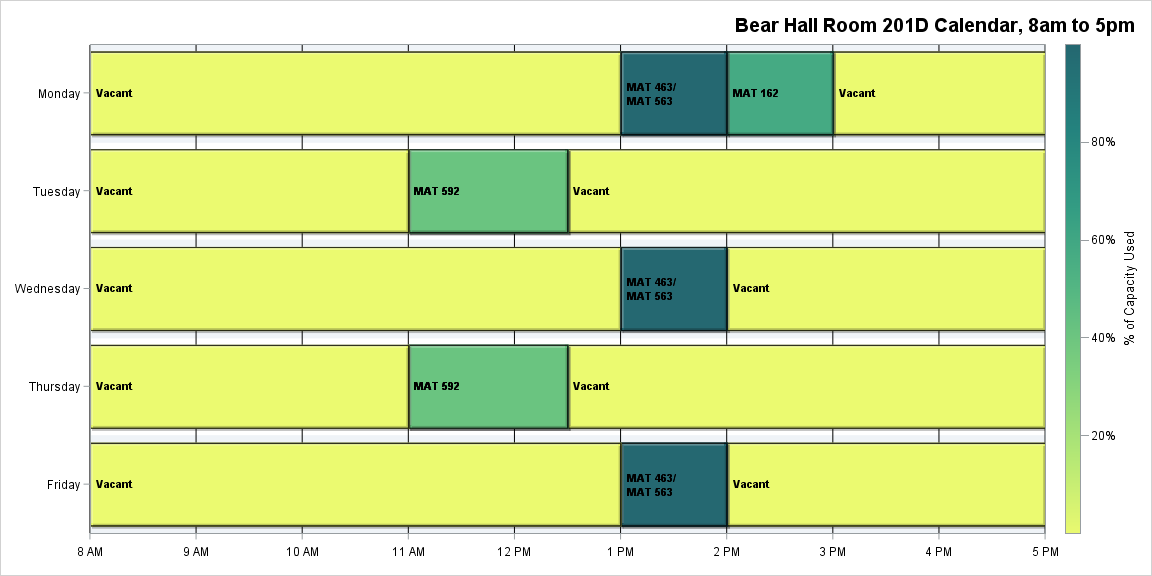 Bear Hall Room 201D Calendar, 8am to 5pm
Monday
Vacant
MAT 463/
MAT 563
MAT 162
Vacant
Tuesday
Vacant
MAT 592
Vacant
Wednesday
Vacant
MAT 463/
MAT 563
Vacant
Thursday
Vacant
MAT 592
Vacant
Friday
Vacant
MAT 463/
MAT 563
Vacant
8 AM
9 AM
10 AM
11 AM
12 PM
1 PM
2 PM
3 PM
4 PM
5 PM
80%
60%
40%
20%
% of Capacity Used